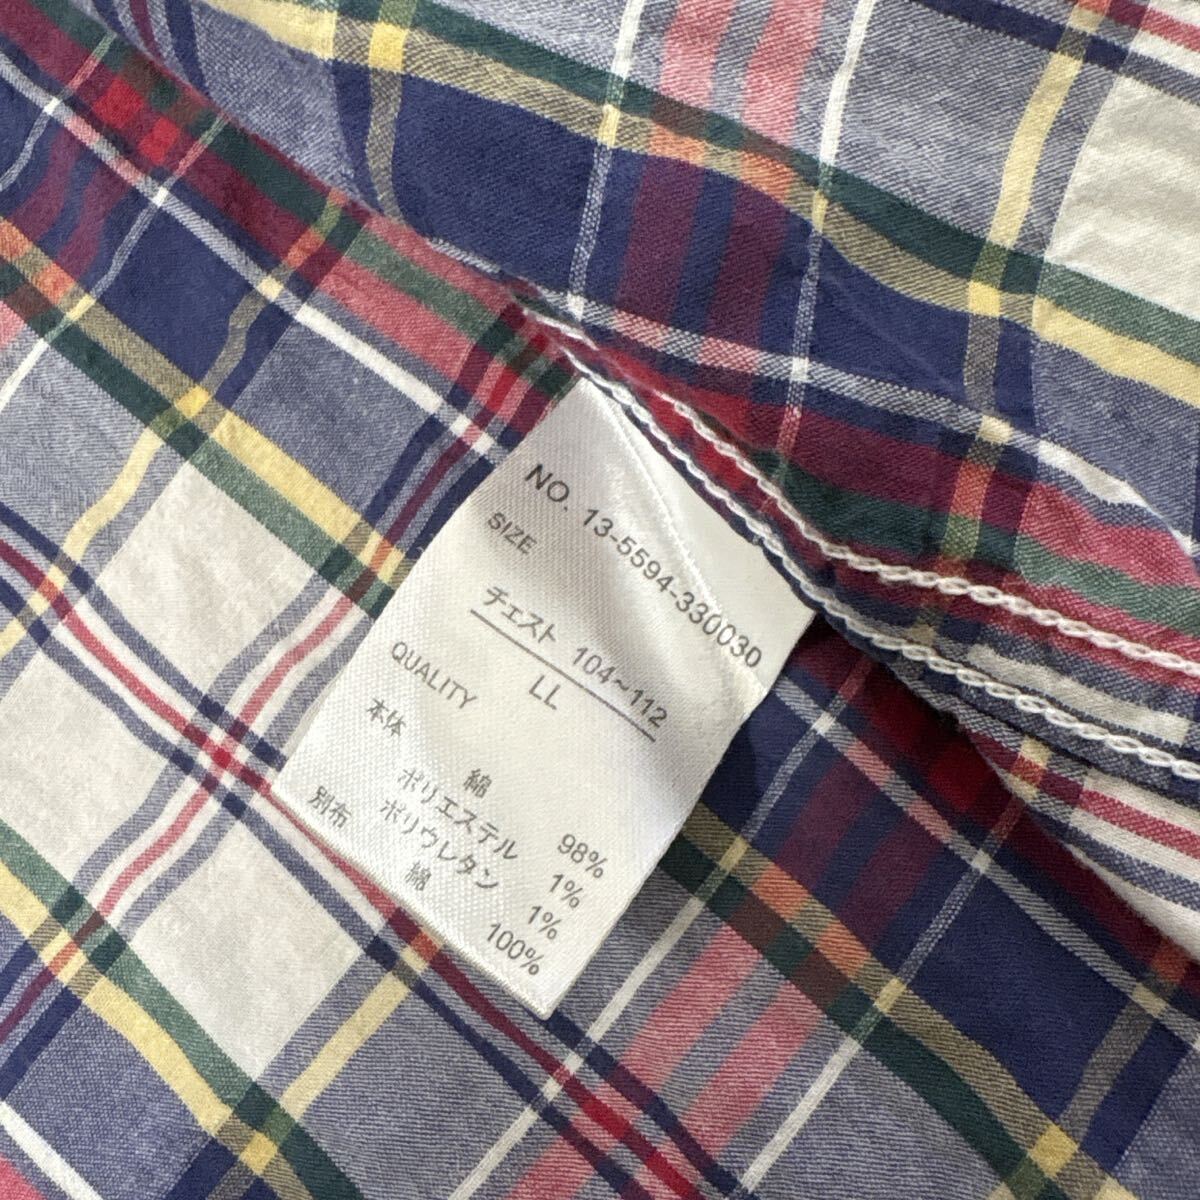 NO. 13-5594-330030
SIZE
チェスト 104~112
LL
QUALITY
本体 綿 98%
ポリエステル 1%
ポリウレタン 1%
別布 綿 100%